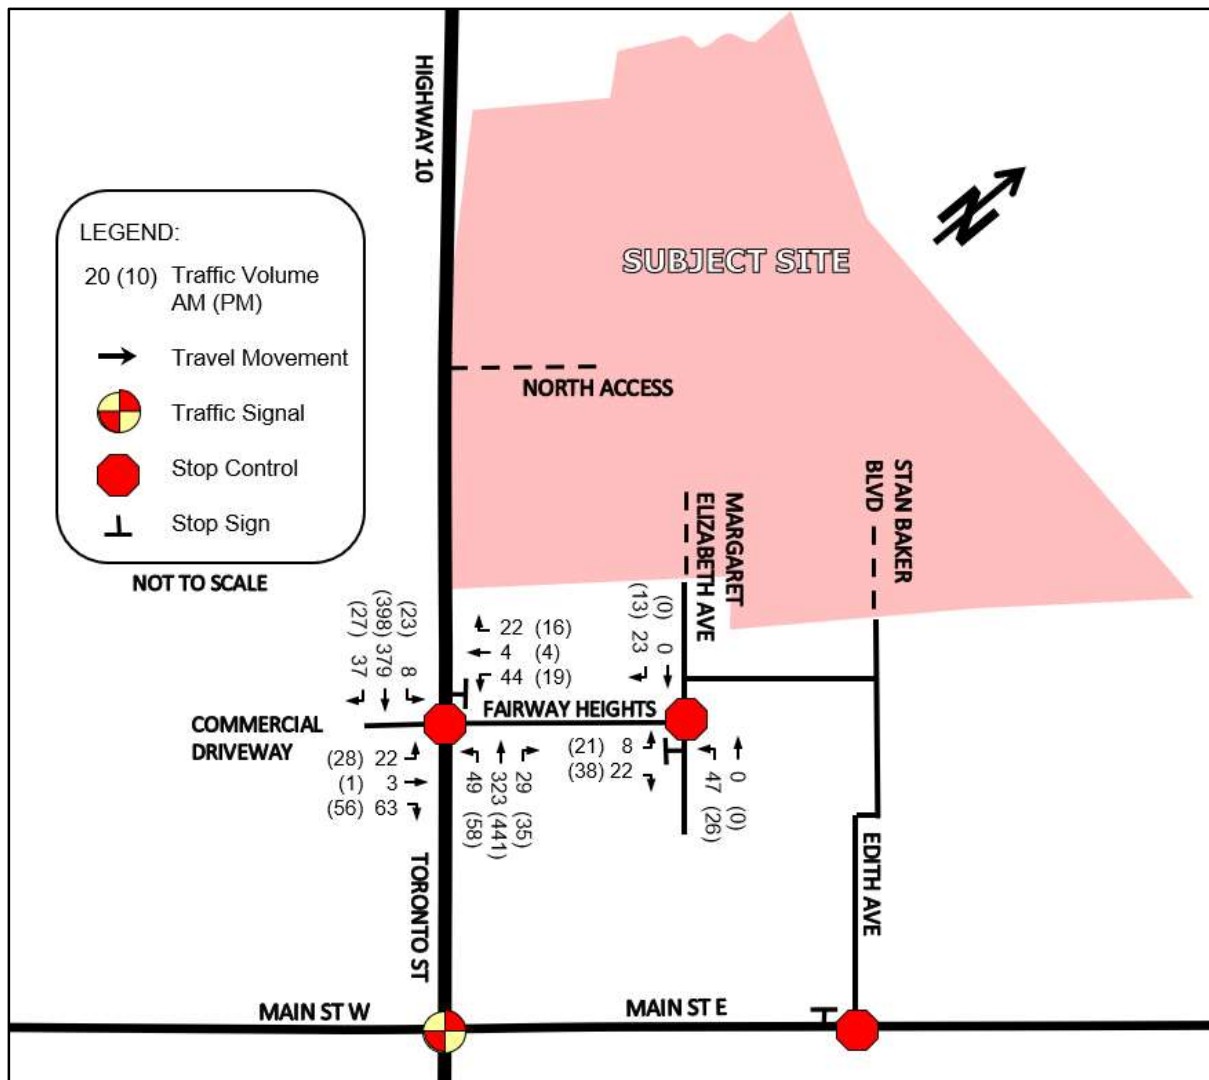 HIGHWAY 10
LEGEND:
20 (10) Traffic Volume
AM (PM)
Travel Movement
Traffic Signal
Stop Control
Stop Sign
NOT TO SCALE
N
SUBJECT SITE
NORTH ACCESS
MARGARET
ELIZABETH AVE
STAN BAKER
BLVD
(27) 37
(398) 379
(23) 8
22 (16)
4 (4)
44 (19)
(13) 23
(0) 0
COMMERCIAL
DRIVEWAY
FAIRWAY HEIGHTS
(28) 22
(1) 3
(56) 63
49 (58)
323 (441)
29 (35)
(21) 8
(38) 22
47 (26)
0 (0)
TORONTO ST
EDITH AVE
MAIN ST W
MAIN ST E